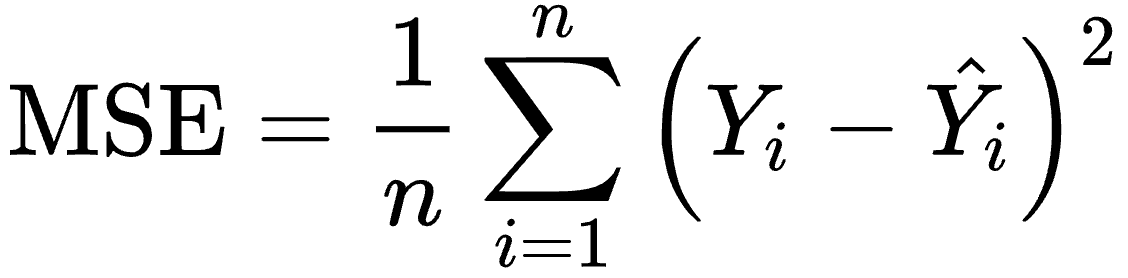 MSE = \frac{1}{n} \sum_{i=1}^{n} \left( Y_i - \hat{Y}_i \right)^2